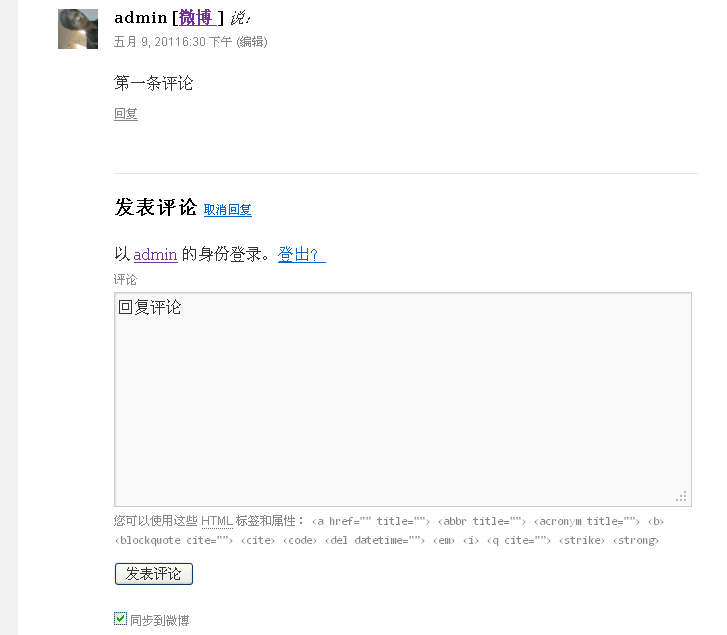 admin [微博 ] 说：
五月 9, 20116:30 下午 (编辑)
第一条评论
回复
发表评论 取消回复
以 admin 的身份登录。登出？
评论
回复评论
您可以使用这些 HTML 标签和属性： <a href="" title=""> <abbr title=""> <acronym title=""> <b>
<blockquote cite=""> <cite> <code> <del datetime=""> <em> <i> <q cite=""> <strike> <strong>
发表评论
同步到微博